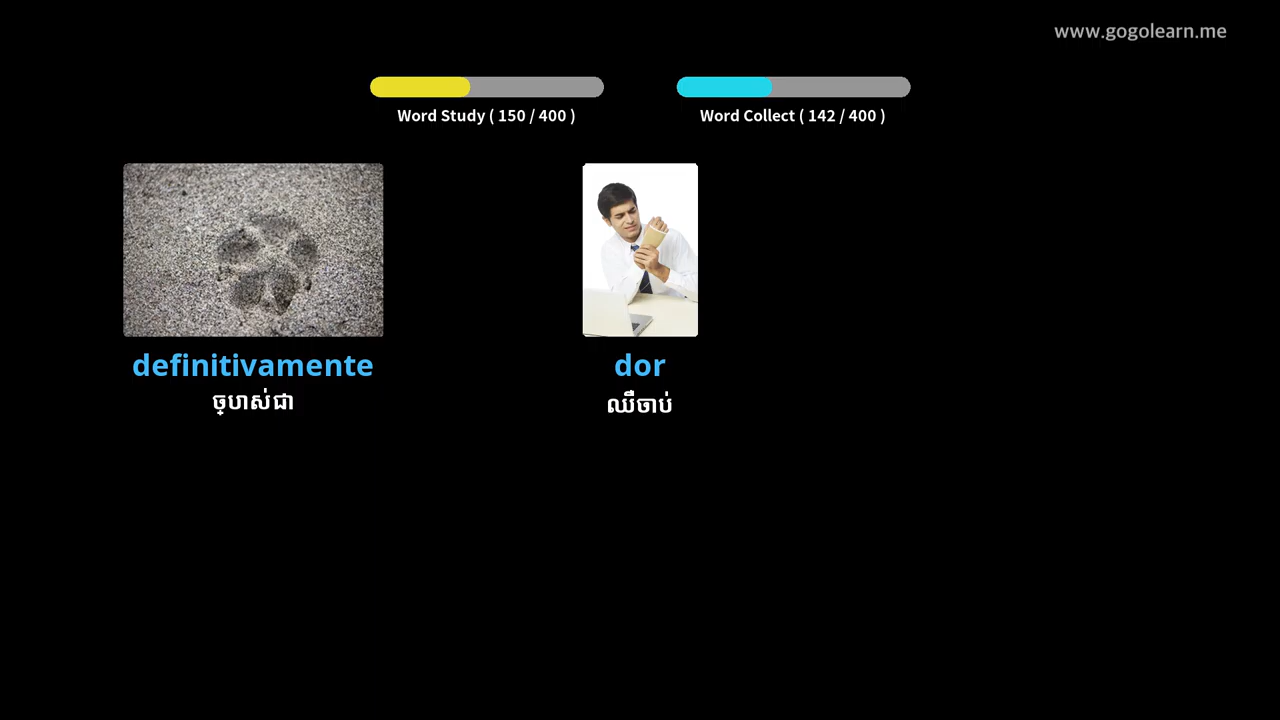 www.gogolearn.me
Word Study ( 150 / 400 )
Word Collect ( 142 / 400 )
definitivamente
ច្បាស់ជា
dor
ឈឺចាប់